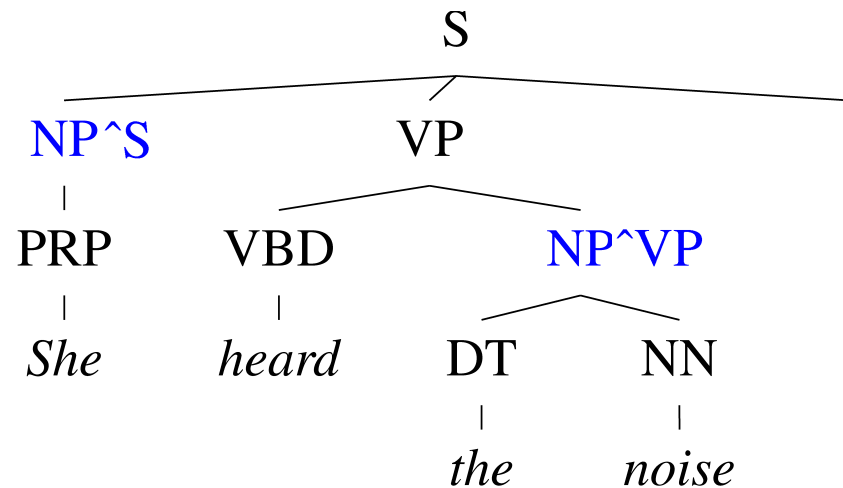 S
NP^S VP
PRP VBD NP^VP
She heard DT NN
the noise